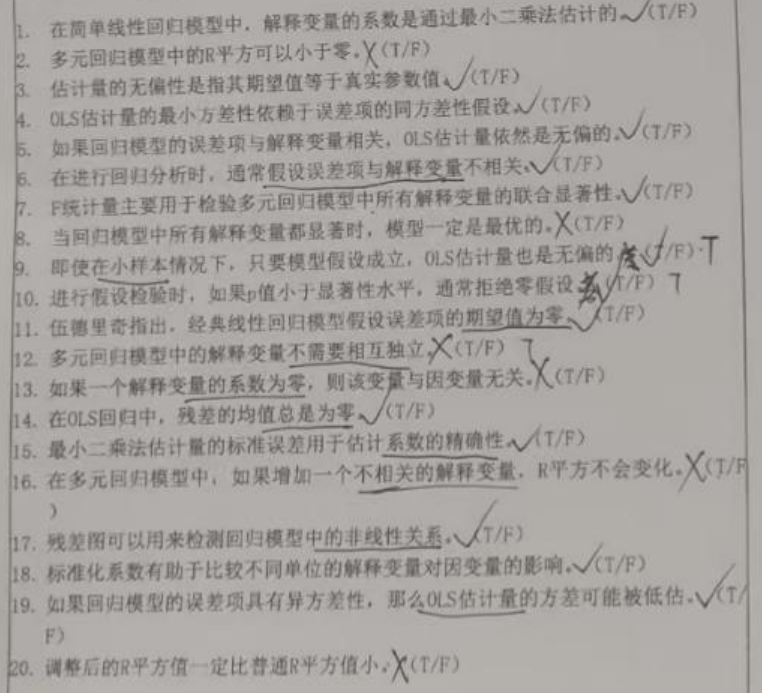 1. 在简单线性回归模型中，解释变量的系数是通过最小二乘法估计的。✓(T/F)
2. 多元回归模型中的R平方可以小于零。X(T/F)
3. 估计量的无偏性是指其期望值等于真实参数值。✓(T/F)
4. OLS估计量的最小方差性依赖于误差项的同方差性假设。✓(T/F)
5. 如果回归模型的误差项与解释变量相关，OLS估计量依然是无偏的。✓(T/F)
6. 在进行回归分析时，通常假设误差项与解释变量不相关。✓(T/F)
7. F统计量主要用于检验多元回归模型中所有解释变量的联合显著性。✓(T/F)
8. 当回归模型中所有解释变量都显著时，模型一定是最优的。X(T/F)
9. 即使在小样本情况下，只要模型假设成立，OLS估计量也是无偏的 ✓(T/F) T
10. 进行假设检验时，如果p值小于显著性水平，通常拒绝零假设 ✓(T/F) T
11. 伍德里奇指出，经典线性回归模型假设误差项的期望值为零。✓(T/F)
12. 多元回归模型中的解释变量不需要相互独立。X(T/F) T
13. 如果一个解释变量的系数为零，则该变量与因变量无关。X(T/F)
14. 在OLS回归中，残差的均值总是为零。✓(T/F)
15. 最小二乘法估计量的标准误差用于估计系数的精确性。✓(T/F)
16. 在多元回归模型中，如果增加一个不相关的解释变量，R平方不会变化。X(T/F
)
17. 残差图可以用来检测回归模型中的非线性关系。✓(T/F)
18. 标准化系数有助于比较不同单位的解释变量对因变量的影响。✓(T/F)
19. 如果回归模型的误差项具有异方差性，那么OLS估计量的方差可能被低估。✓(T/
F)
20. 调整后的R平方值一定比普通R平方值小。X(T/F)